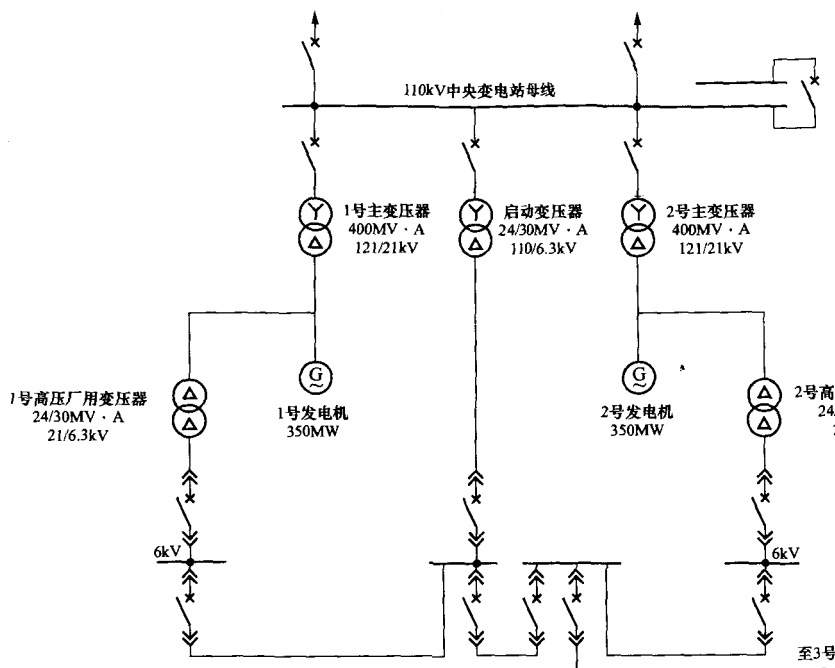 110kV中央变电站母线
1号主变压器
400MV · A
121/21kV
启动变压器
24/30MV · A
110/6.3kV
2号主变压器
400MV · A
121/21kV
1号高压厂用变压器
24/30MV · A
21/6.3kV
G
1号发电机
350MW
G
2号发电机
350MW
2号高
24/
6kV
6kV
至3号